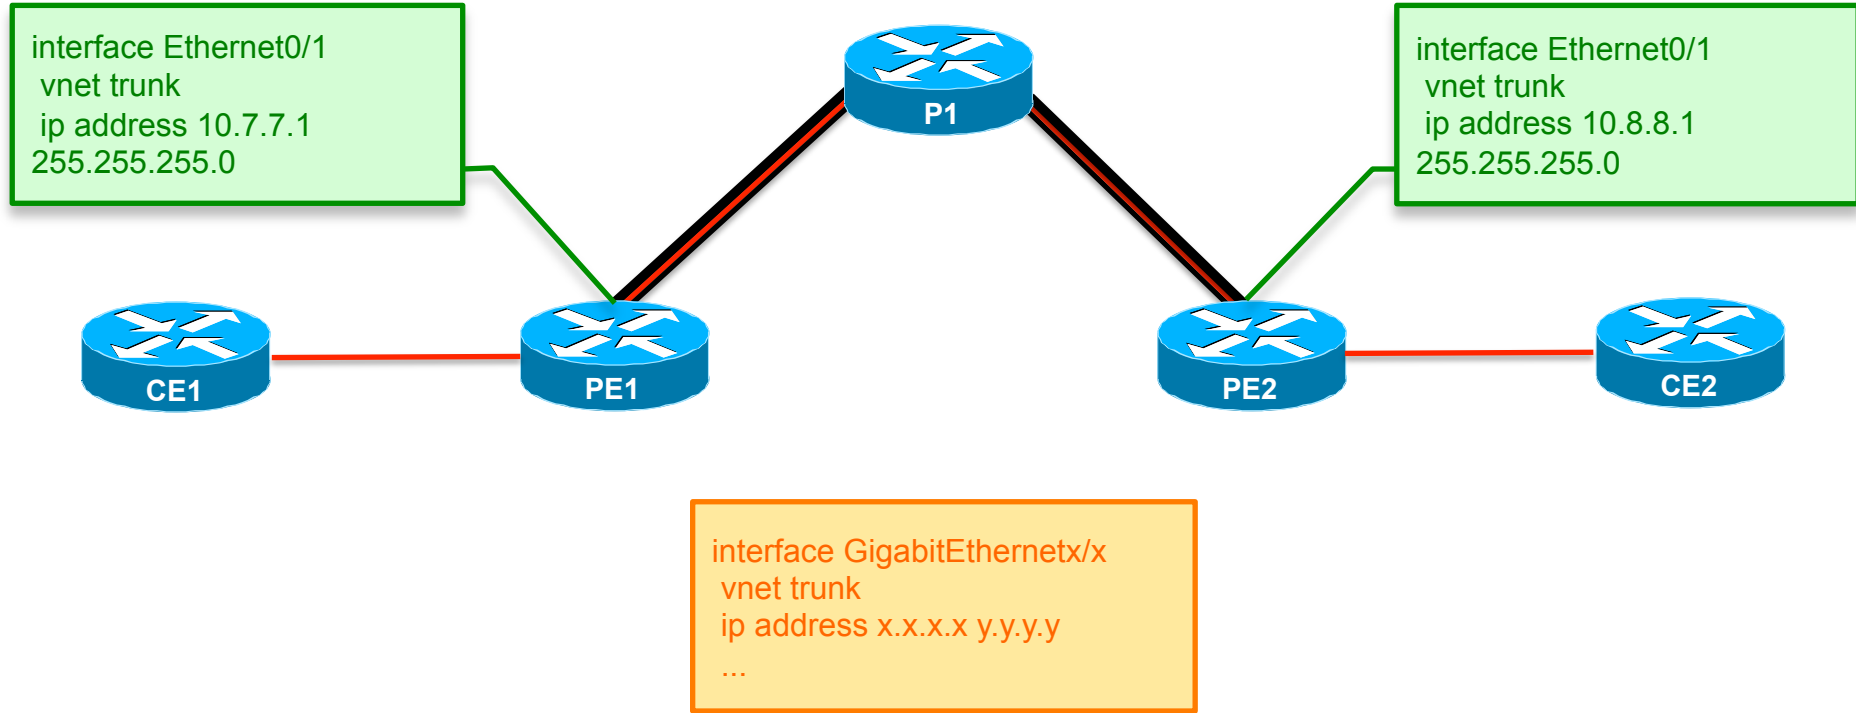 interface Ethernet0/1
vnet trunk
ip address 10.7.7.1
255.255.255.0
interface Ethernet0/1
vnet trunk
ip address 10.8.8.1
255.255.255.0
P1
CE1
PE1
PE2
CE2
interface GigabitEthernetx/x
vnet trunk
ip address x.x.x.x y.y.y.y
...